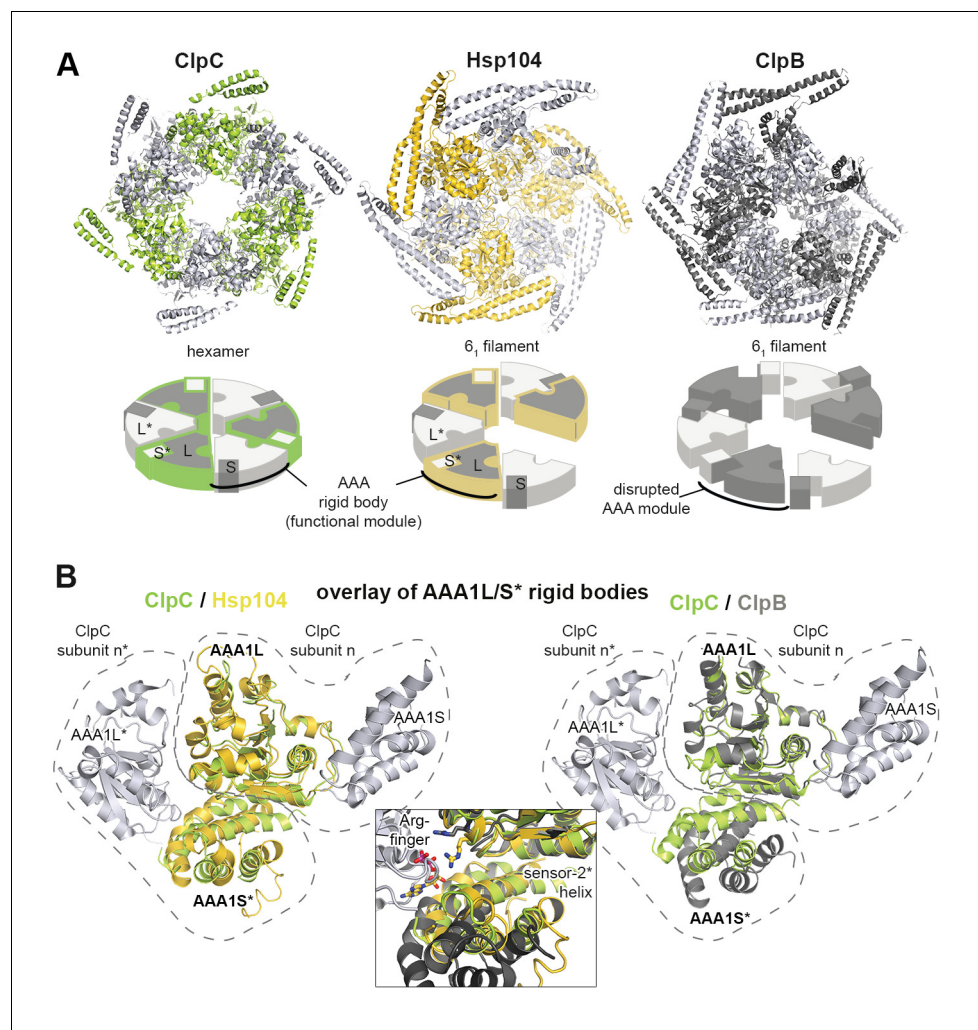 A
ClpC
Hsp104
ClpB
hexamer
6₁ filament
6₁ filament
L*
S*
L
S
L*
S*
L
S
AAA
rigid body
(functional module)
disrupted
AAA module
B
overlay of AAA1L/S* rigid bodies
ClpC / Hsp104
ClpC
subunit n*
AAA1L
ClpC
subunit n
AAA1L*
AAA1S
AAA1S*
ClpC / ClpB
ClpC
subunit n*
AAA1L
ClpC
subunit n
AAA1L*
AAA1S
AAA1S*
Arg-
finger
sensor-2*
helix